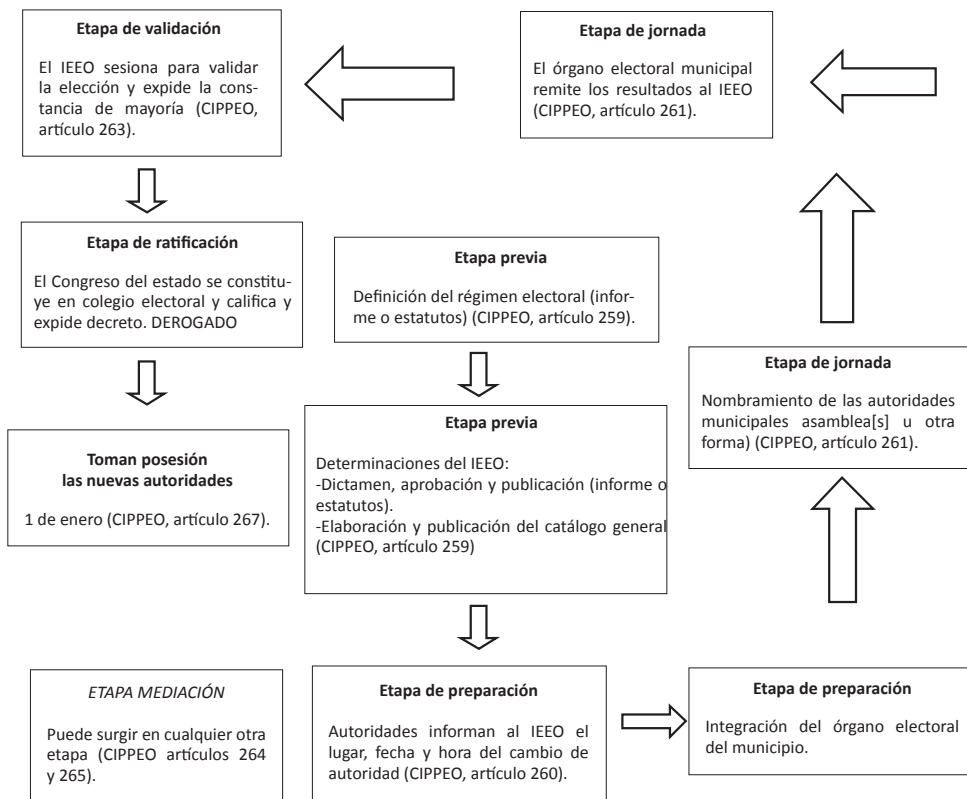 Etapa de validación
El IEEO sesiona para validar
la elección y expide la cons-
tancia de mayoría (CIPPEO,
artículo 263).
Etapa de jornada
El órgano electoral municipal
remite los resultados al IEEO
(CIPPEO, artículo 261).
Etapa de ratificación
El Congreso del estado se constitu-
ye en colegio electoral y califica y
expide decreto. DEROGADO
Etapa previa
Definición del régimen electoral (infor-
me o estatutos) (CIPPEO, artículo 259).
Etapa de jornada
Nombramiento de las autoridades
municipales asamblea[s] u otra
forma) (CIPPEO, artículo 261).
Toman posesión
las nuevas autoridades
1 de enero (CIPPEO, artículo 267).
Etapa previa
Determinaciones del IEEO:
-Dictamen, aprobación y publicación (informe o
estatutos).
-Elaboración y publicación del catálogo general
(CIPPEO, artículo 259)
ETAPA MEDIACIÓN
Puede surgir en cualquier otra
etapa (CIPPEO artículos 264
y 265).
Etapa de preparación
Autoridades informan al IEEO el
lugar, fecha y hora del cambio de
autoridad (CIPPEO, artículo 260).
Etapa de preparación
Integración del órgano electoral
del municipio.